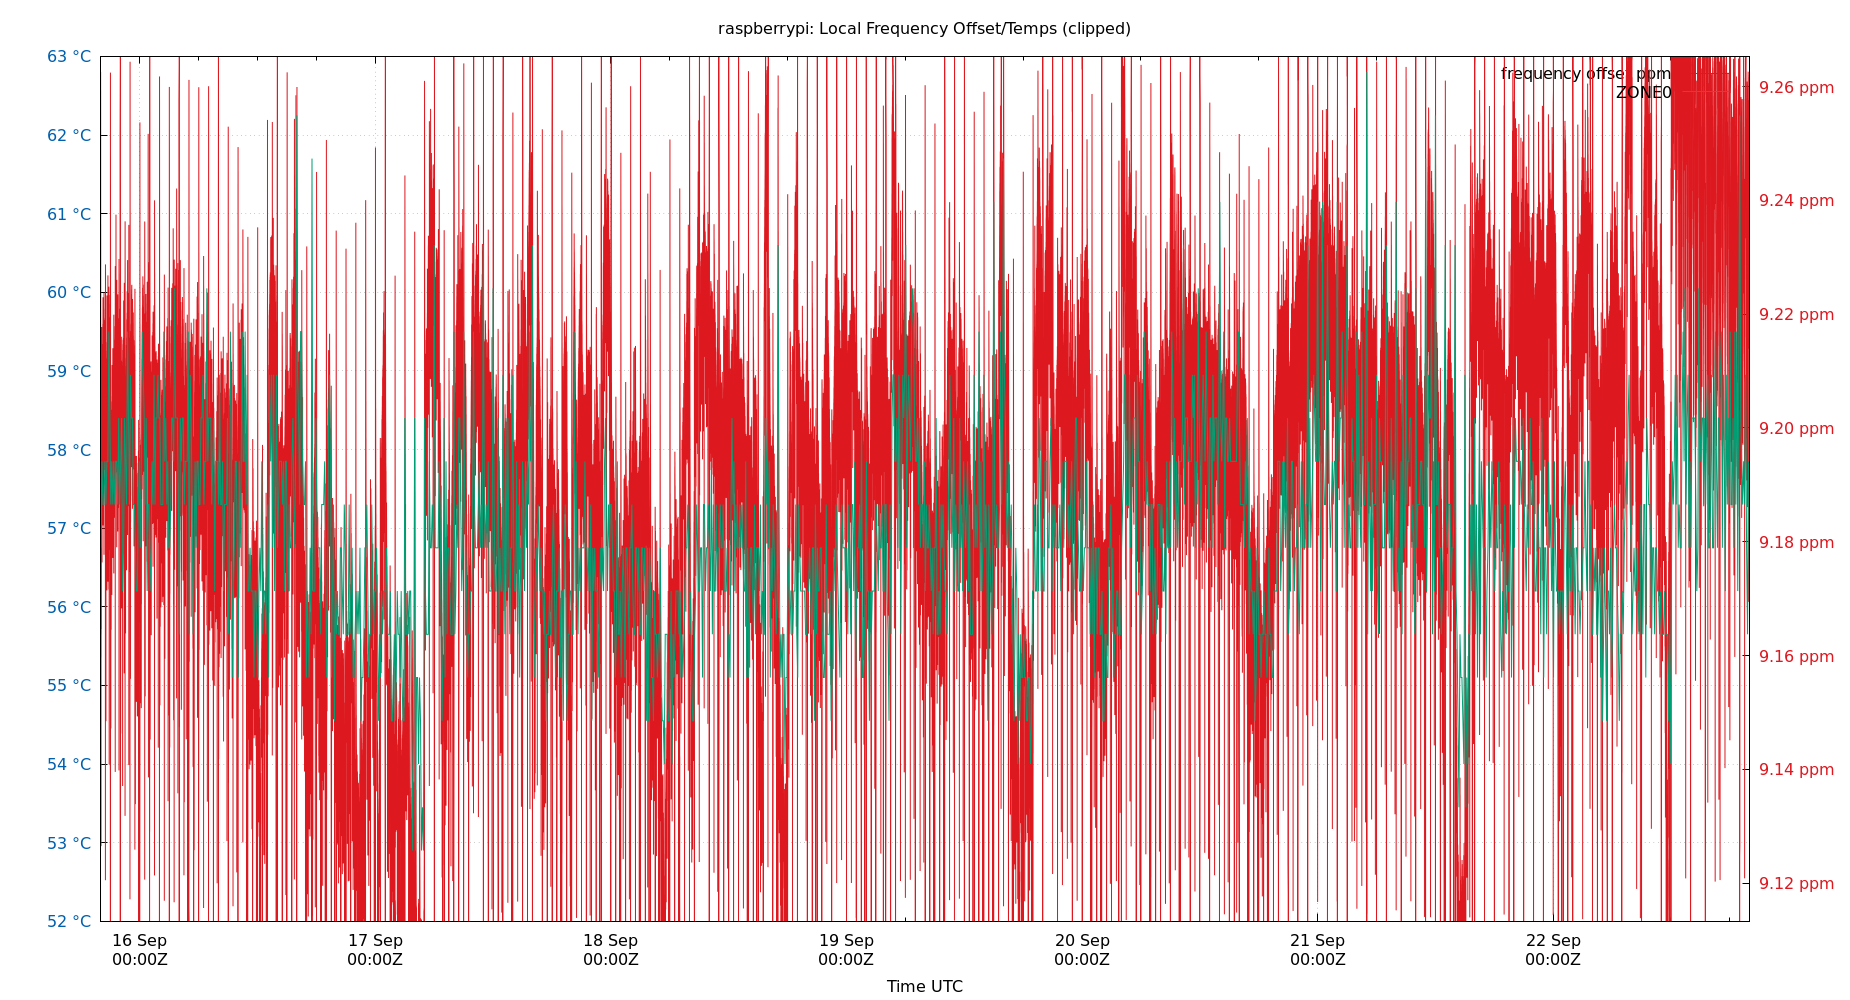 raspberrypi: Local Frequency Offset/Temps (clipped)
63 °C
62 °C
61 °C
60 °C
59 °C
58 °C
57 °C
56 °C
55 °C
54 °C
53 °C
52 °C
frequency offset ppm
ZONE0
9.26 ppm
9.24 ppm
9.22 ppm
9.20 ppm
9.18 ppm
9.16 ppm
9.14 ppm
9.12 ppm
16 Sep
00:00Z
17 Sep
00:00Z
18 Sep
00:00Z
19 Sep
00:00Z
20 Sep
00:00Z
21 Sep
00:00Z
22 Sep
00:00Z
Time UTC